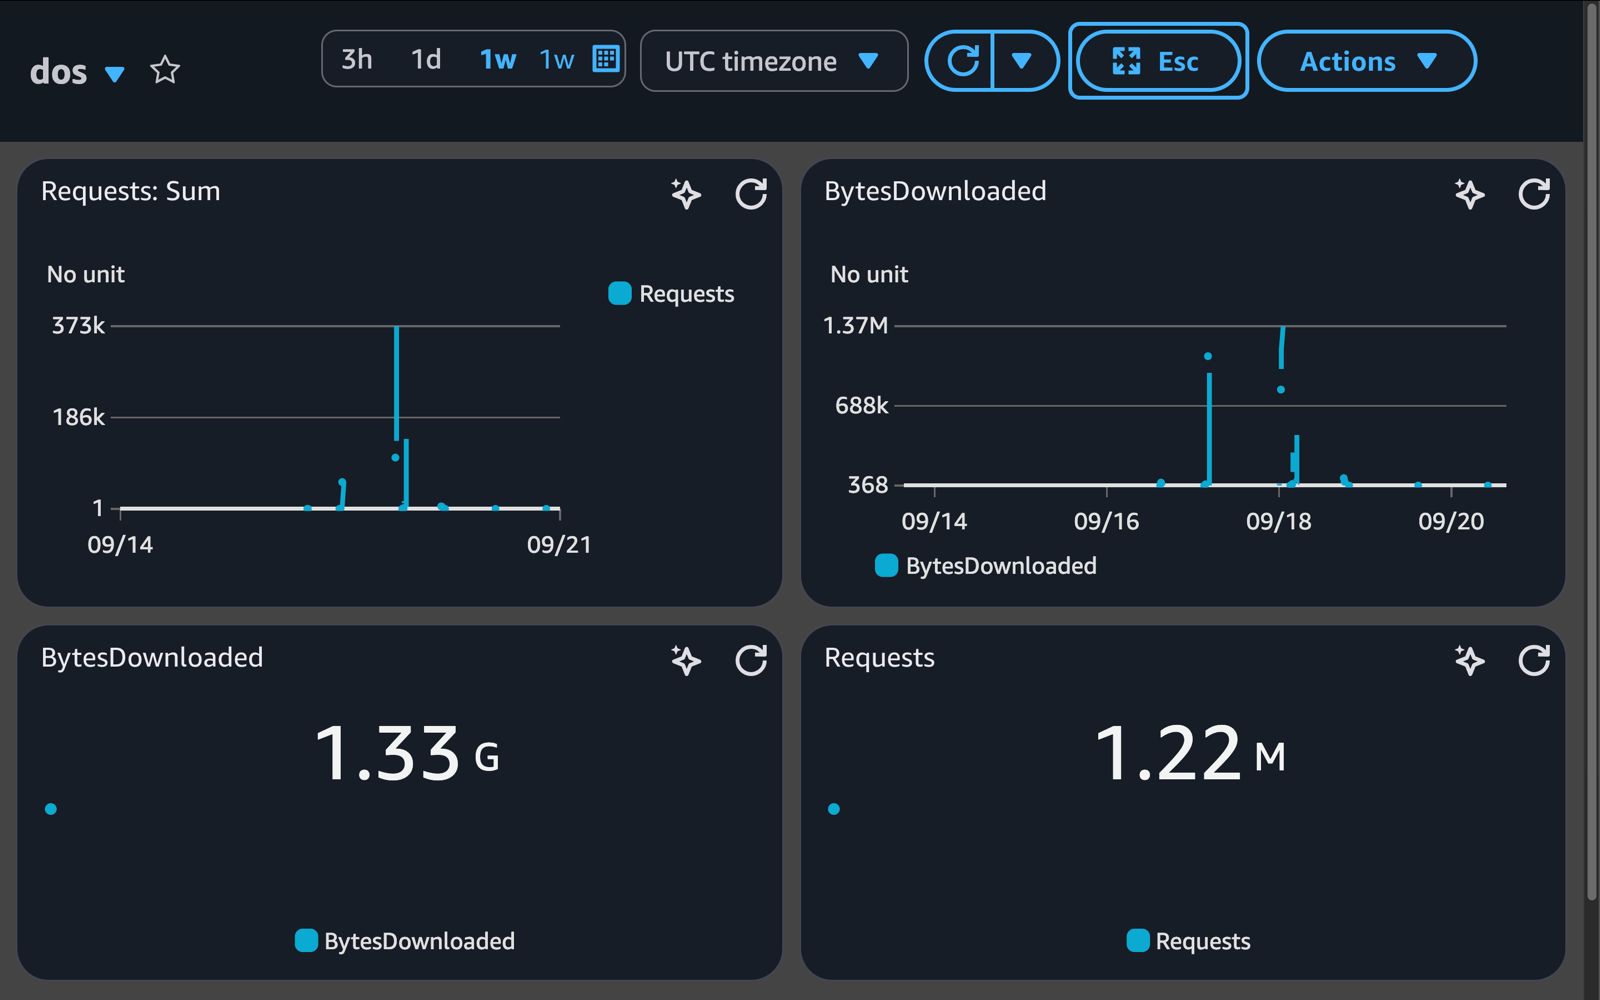 dos
3h 1d 1w 1w UTC timezone Esc Actions
Requests: Sum
No unit
373k
186k
1
09/14 09/21
Requests
BytesDownloaded
No unit
1.37M
688k
368
09/14 09/16 09/18 09/20
BytesDownloaded
BytesDownloaded
1.33 G
BytesDownloaded
Requests
1.22 M
Requests